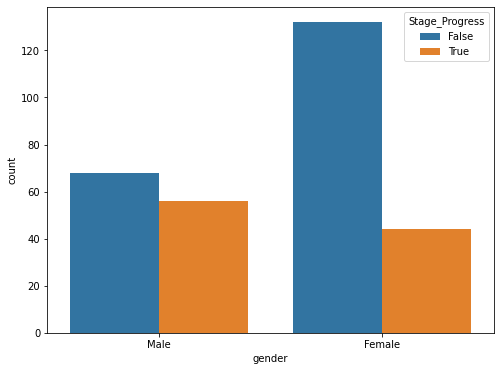 Stage_Progress
False
True
120
100
80
60
40
20
0
count
Male
Female
gender